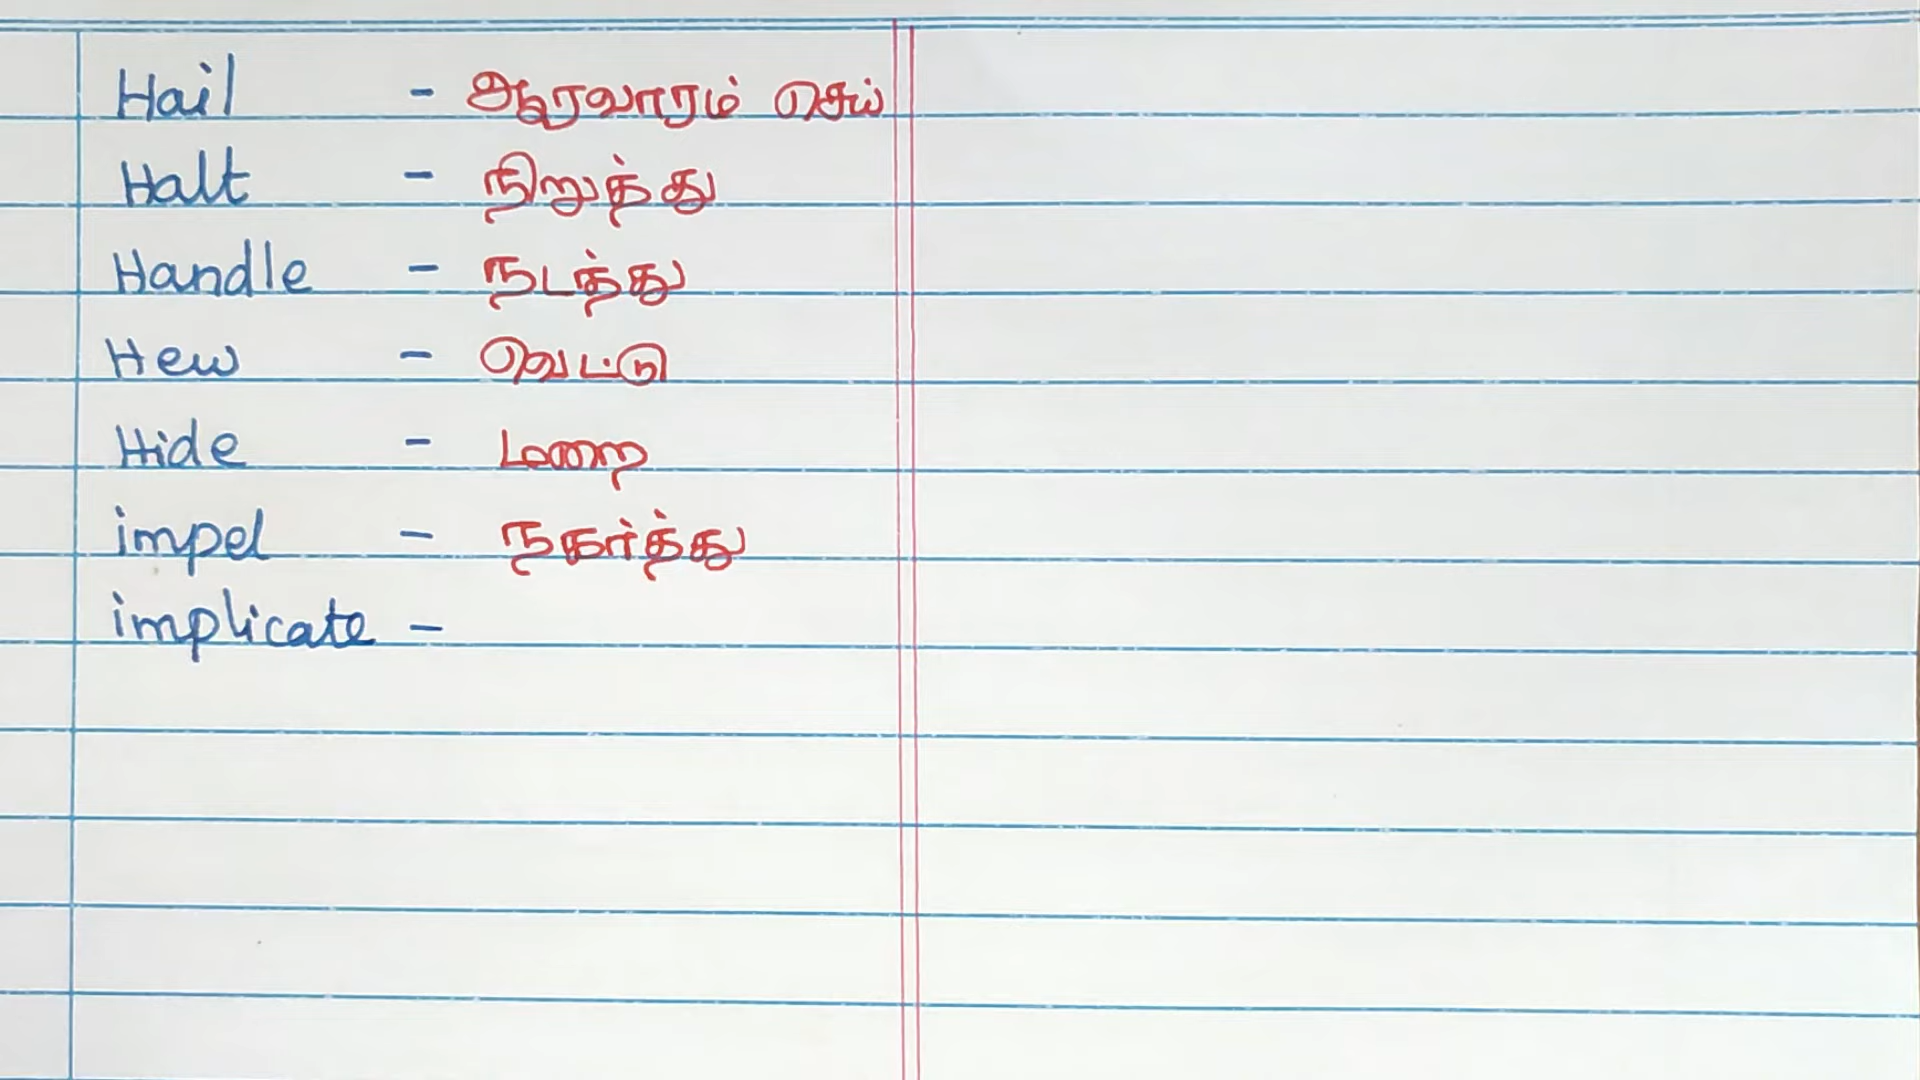 Hail - ஆரவாரம் செய்
Halt - நிறுத்து
Handle - நடத்து
Hew - வெட்டு
Hide - மறை
impel - நகர்த்து
implicate -